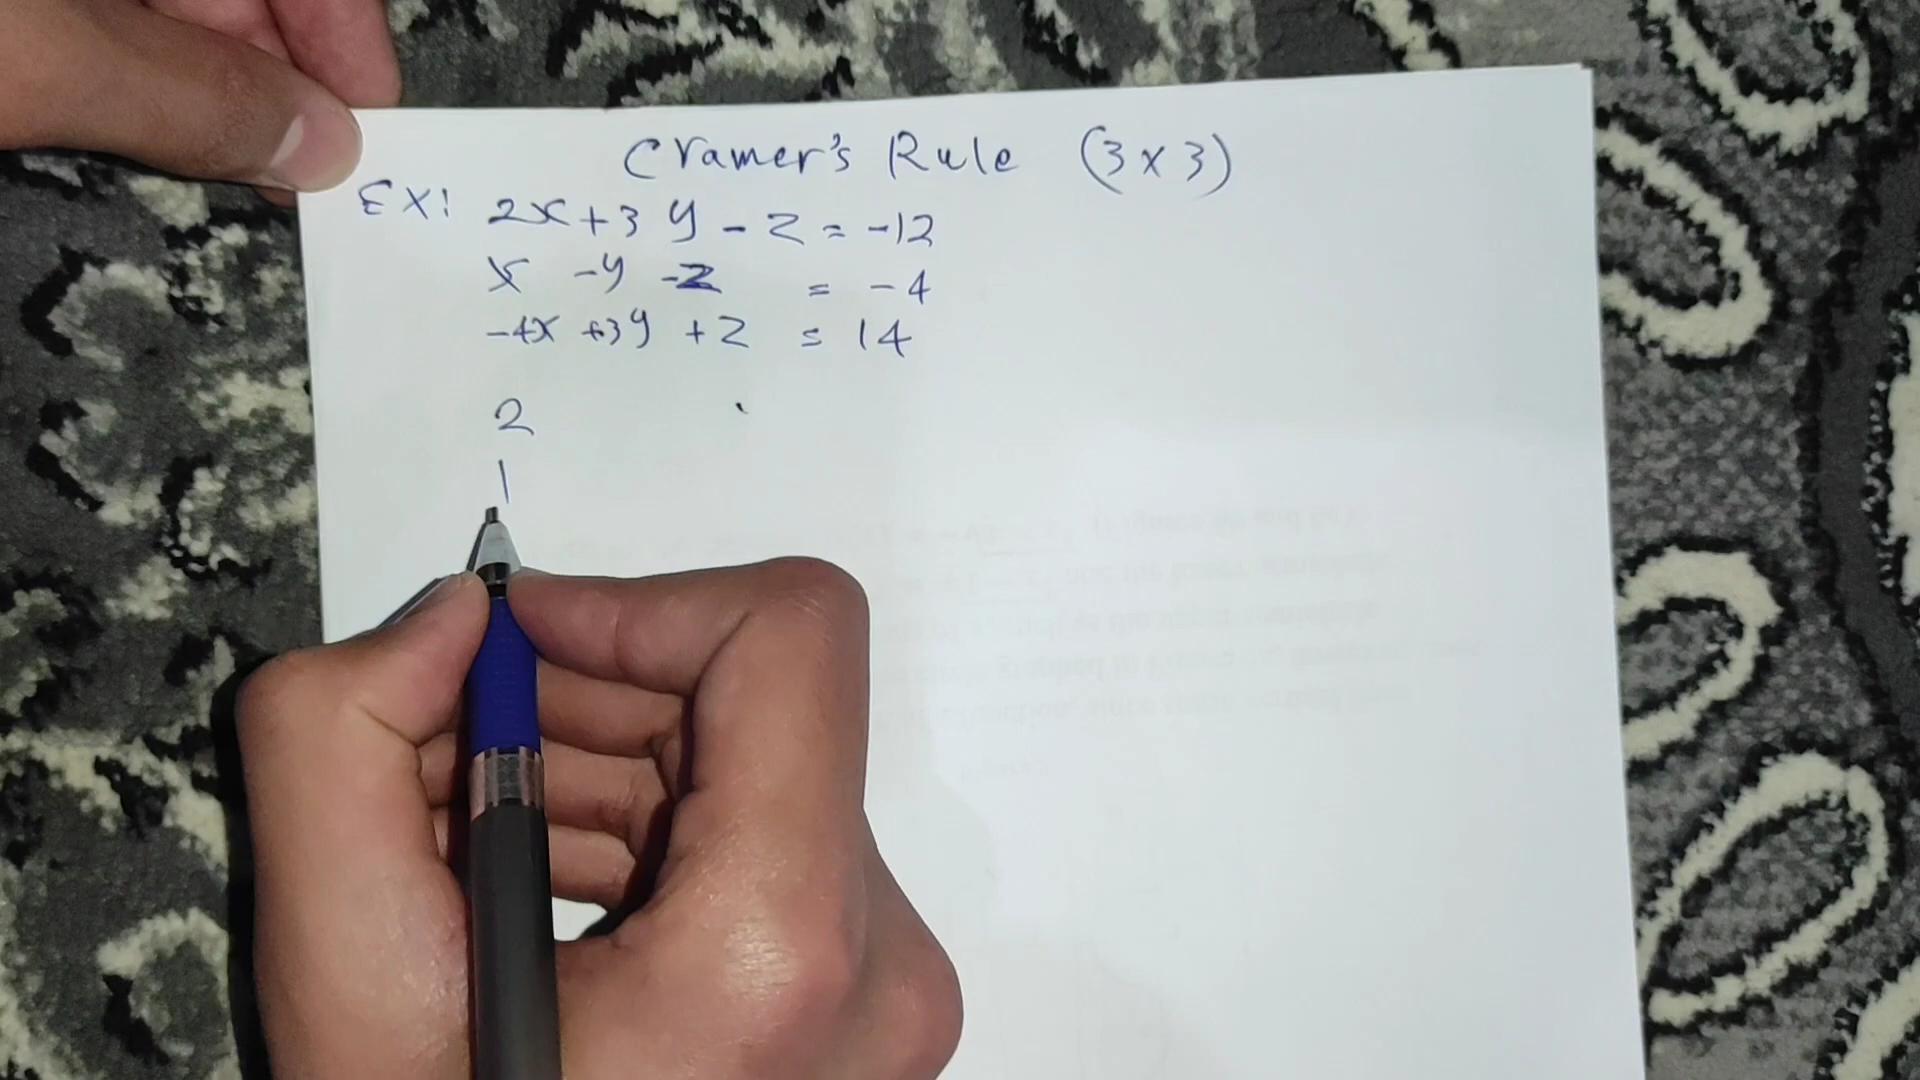 Cramer's Rule (3x3)
EX: 2x+3y-z=-12
x -y -z = -4
-4x +3y +z = 14
2
1